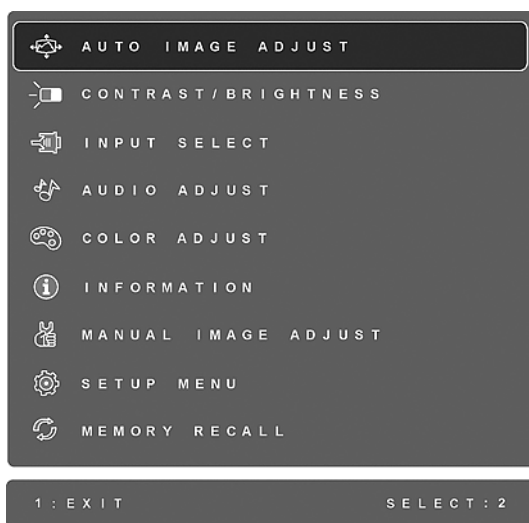 AUTO IMAGE ADJUST
CONTRAST/BRIGHTNESS
INPUT SELECT
AUDIO ADJUST
COLOR ADJUST
INFORMATION
MANUAL IMAGE ADJUST
SETUP MENU
MEMORY RECALL
1:EXIT SELECT:2